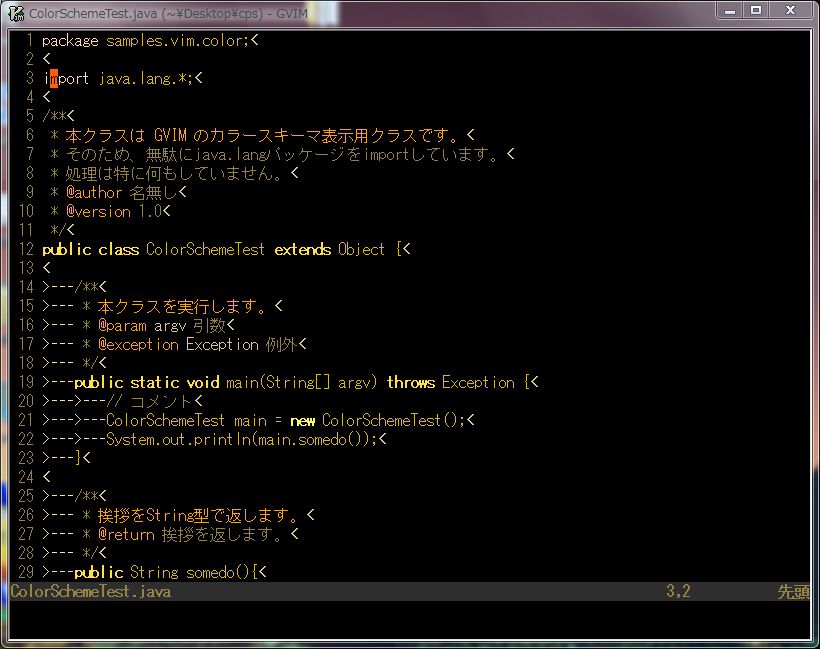 ColorSchemeTest.java (~¥Desktop¥cps) - GVIM
1 package samples.vim.color;<
2 <
3 import java.lang.*;<
4 <
5 /**<
6  * 本クラスは GVIM のカラースキーマ表示用クラスです。<
7  * そのため、無駄にjava.langパッケージをimportしています。<
8  * 処理は特に何もしていません。<
9  * @author 名無し<
10  * @version 1.0<
11  */<
12 public class ColorSchemeTest extends Object {<
13 <
14 >---/**<
15 >--- * 本クラスを実行します。<
16 >--- * @param argv 引数<
17 >--- * @exception Exception 例外<
18 >--- */<
19 >---public static void main(String[] argv) throws Exception {<
20 >--->---// コメント<
21 >--->---ColorSchemeTest main = new ColorSchemeTest();<
22 >--->---System.out.println(main.somedo());<
23 >---}<
24 <
25 >---/**<
26 >--- * 挨拶をString型で返します。<
27 >--- * @return 挨拶を返します。<
28 >--- */<
29 >---public String somedo(){<
ColorSchemeTest.java 3,2 先頭